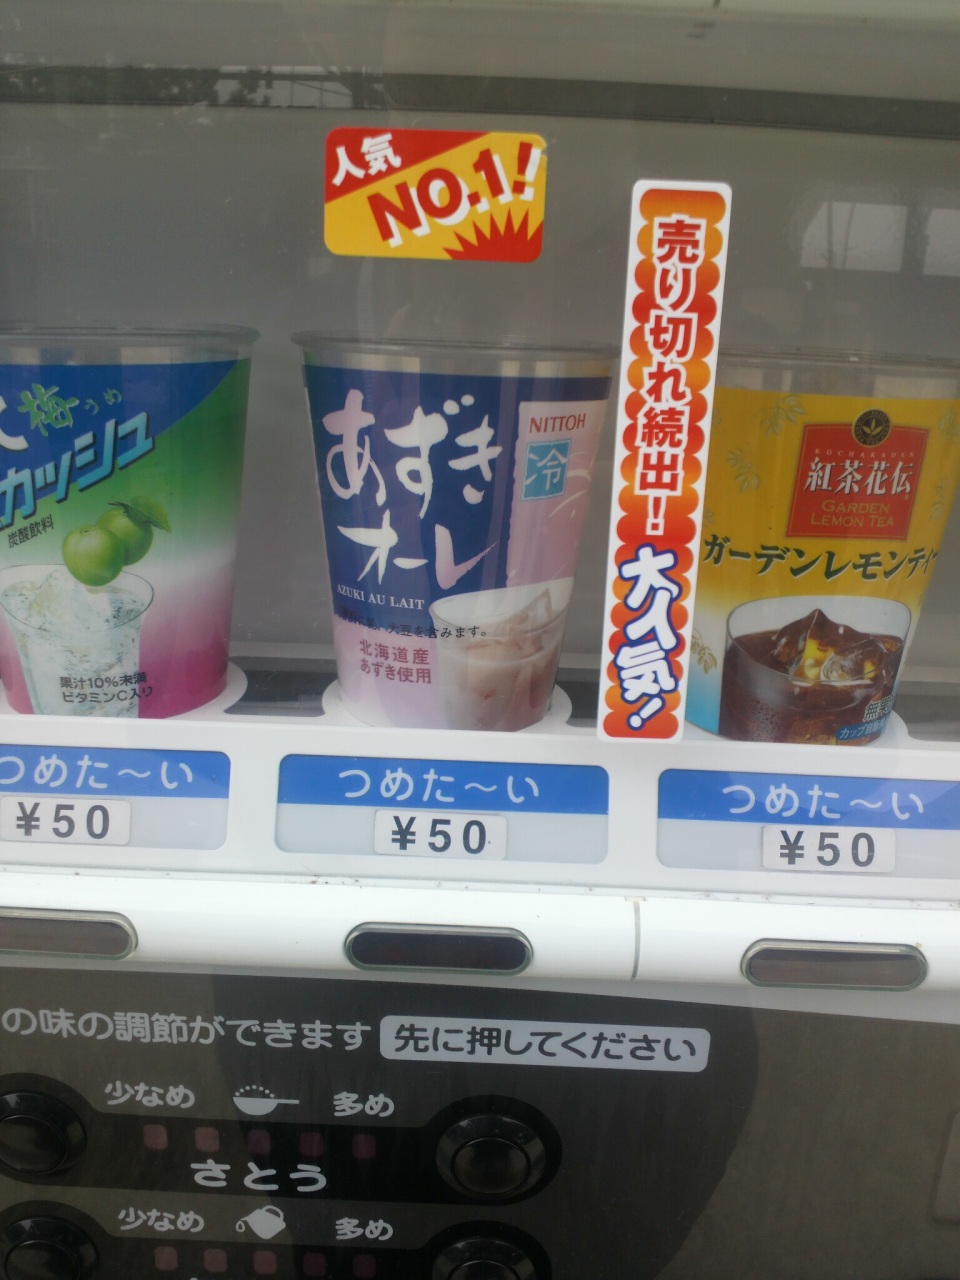 人気
NO.1!
売り切れ続出!大人気!
梅うめ
カッシュ
炭酸飲料
果汁10%未満
ビタミンC入り
あずき
オーレ
AZUKI AU LAIT
NITTOH
冷
大豆を含みます。
北海道産
あずき使用
KOCHAKADEN
紅茶花伝
GARDEN
LEMON TEA
ガーデンレモンティー
つめた〜い
¥50
つめた〜い
¥50
つめた〜い
¥50
の味の調節ができます
先に押してください
少なめ
多め
さとう
少なめ
多め